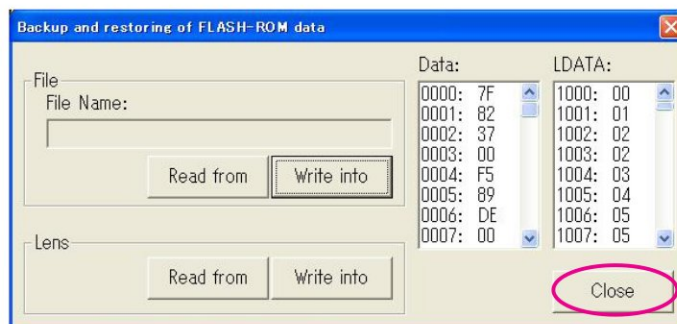 Backup and restoring of FLASH-ROM data
File
File Name:
Read from Write into
Lens
Read from Write into
Data:
0000: 7F
0001: 82
0002: 37
0003: 00
0004: F5
0005: 89
0006: DE
0007: 00
LDATA:
1000: 00
1001: 01
1002: 02
1003: 02
1004: 03
1005: 04
1006: 05
1007: 05
Close